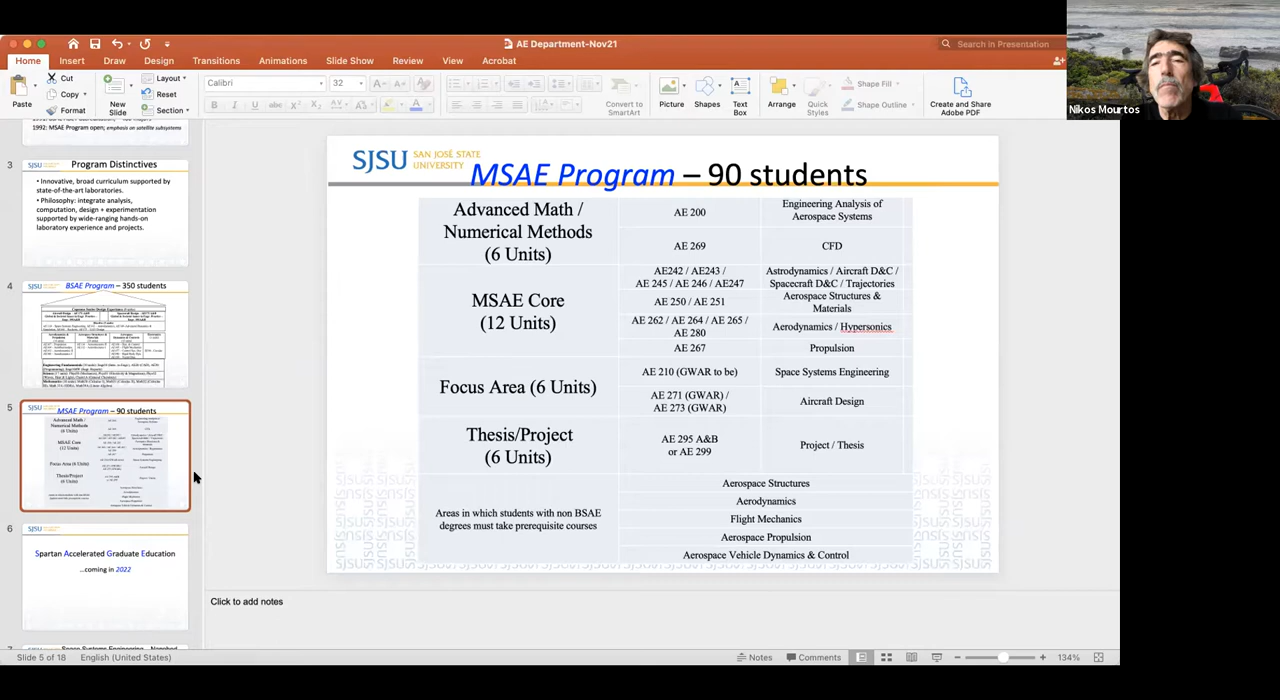 AE Department-Nov21
Search in Presentation
Home Insert Draw Design Transitions Animations Slide Show Review View Acrobat
Paste
Cut
Copy
Format
New Slide
Layout
Reset
Section
Calibri
32
Convert to SmartArt
Picture
Shapes
Text Box
Arrange
Quick Styles
Shape Fill
Shape Outline
Create and Share Adobe PDF
Nikos Mourtos
1992: MSAE Program open; emphasis on satellite subsystems
3
SJSU
Program Distinctives
• Innovative, broad curriculum supported by
state-of-the-art laboratories.
• Philosophy: integrate analysis,
computation, design + experimentation
supported by wide-ranging hands-on
laboratory experience and projects.
4
SJSU
BSAE Program – 350 students
5
SJSU
MSAE Program – 90 students
6
SJSU
Spartan Accelerated Graduate Education
...coming in 2022
SJSU SAN JOSÉ STATE
UNIVERSITY
MSAE Program – 90 students
Advanced Math /
Numerical Methods
(6 Units)
AE 200
Engineering Analysis of
Aerospace Systems
AE 269
CFD
MSAE Core
(12 Units)
AE242 / AE243 /
AE 245 / AE 246 / AE247
Astrodynamics / Aircraft D&C /
Spacecraft D&C / Trajectories
AE 250 / AE 251
Aerospace Structures &
Materials
AE 262 / AE 264 / AE 265 /
AE 280
Aerodynamics / Hypersonics
AE 267
Propulsion
Focus Area (6 Units)
AE 210 (GWAR to be)
Space Systems Engineering
AE 271 (GWAR) /
AE 273 (GWAR)
Aircraft Design
Thesis/Project
(6 Units)
AE 295 A&B
or AE 299
Project / Thesis
Areas in which students with non BSAE
degrees must take prerequisite courses
Aerospace Structures
Aerodynamics
Flight Mechanics
Aerospace Propulsion
Aerospace Vehicle Dynamics & Control
Click to add notes
Slide 5 of 18
English (United States)
Notes
Comments
134%